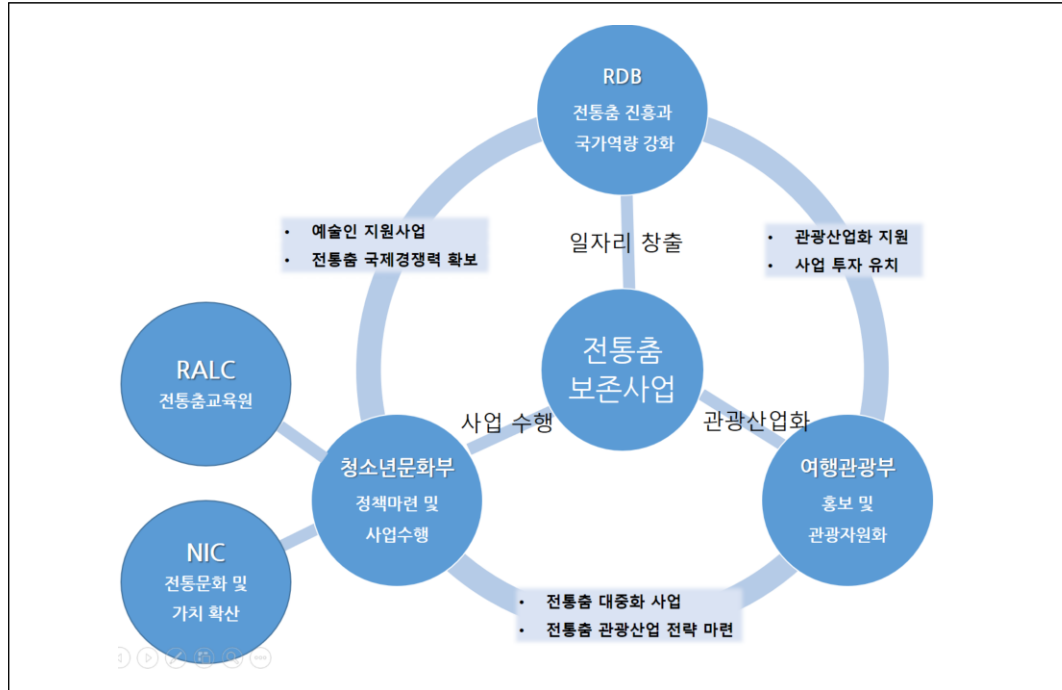 RDB
전통춤 진흥과
국가역량 강화
• 예술인 지원사업
• 전통춤 국제경쟁력 확보
일자리 창출
• 관광산업화 지원
• 사업 투자 유치
전통춤
보존사업
RALC
전통춤교육원
사업 수행
관광산업화
청소년문화부
정책마련 및
사업수행
여행관광부
홍보 및
관광자원화
NIC
전통문화 및
가치 확산
• 전통춤 대중화 사업
• 전통춤 관광산업 전략 마련